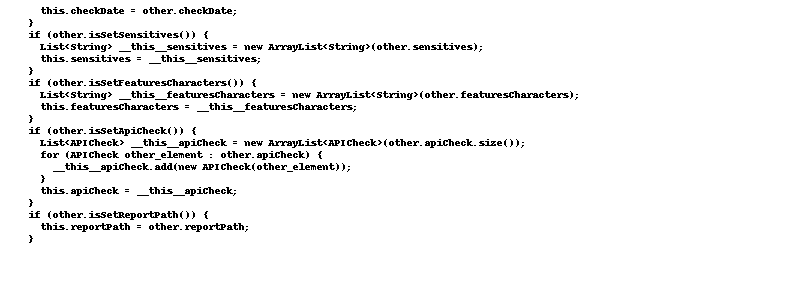 this.checkDate = other.checkDate;
}
if (other.isSetSensitives()) {
List<String> __this__sensitives = new ArrayList<String>(other.sensitives);
this.sensitives = __this__sensitives;
}
if (other.isSetFeaturesCharacters()) {
List<String> __this__featuresCharacters = new ArrayList<String>(other.featuresCharacters);
this.featuresCharacters = __this__featuresCharacters;
}
if (other.isSetApiCheck()) {
List<APICheck> __this__apiCheck = new ArrayList<APICheck>(other.apiCheck.size());
for (APICheck other_element : other.apiCheck) {
__this__apiCheck.add(new APICheck(other_element));
}
this.apiCheck = __this__apiCheck;
}
if (other.isSetReportPath()) {
this.reportPath = other.reportPath;
}